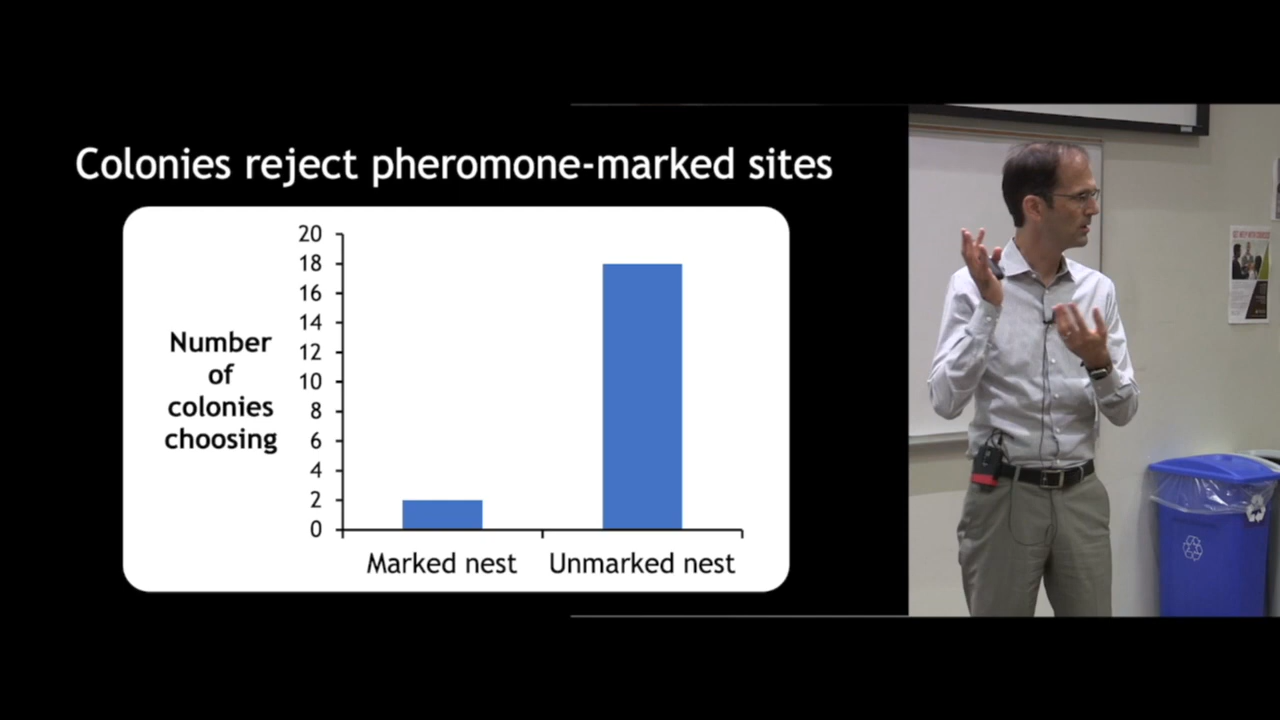 Colonies reject pheromone-marked sites
20
18
16
14
12
10
8
6
4
2
0
Number
of
colonies
choosing
Marked nest
Unmarked nest